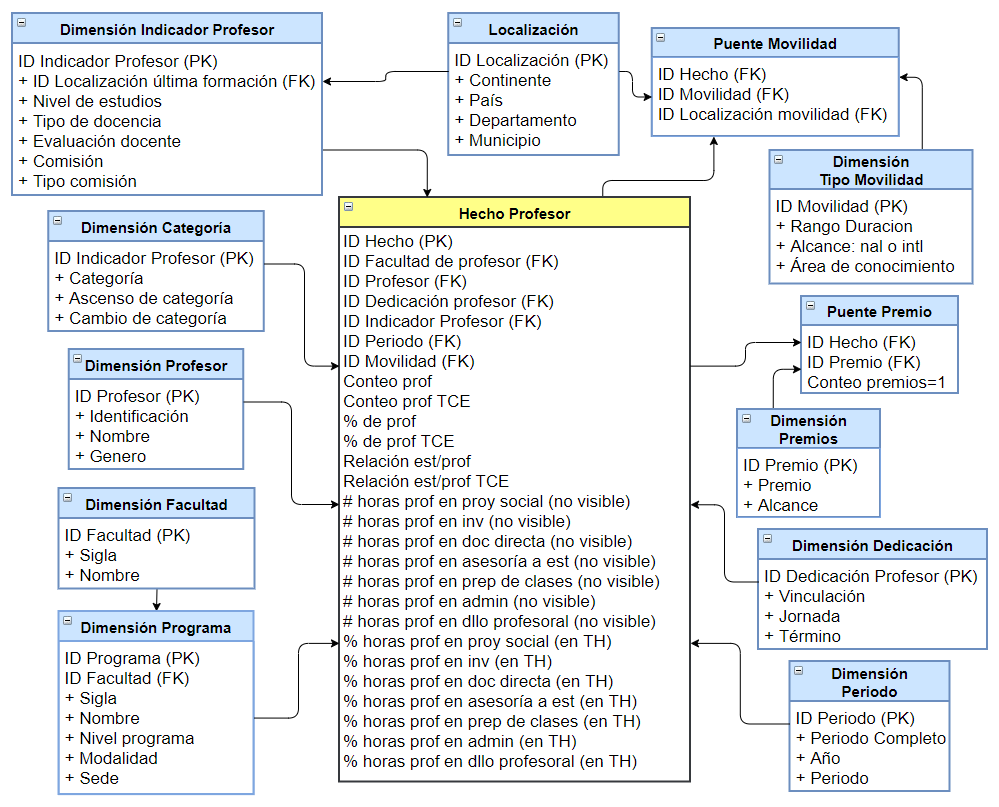 Dimensión Indicador Profesor
ID Indicador Profesor (PK)
+ ID Localización última formación (FK)
+ Nivel de estudios
+ Tipo de docencia
+ Evaluación docente
+ Comisión
+ Tipo comisión
Localización
ID Localización (PK)
+ Continente
+ País
+ Departamento
+ Municipio
Puente Movilidad
ID Hecho (FK)
ID Movilidad (FK)
ID Localización movilidad (FK)
Dimensión
Tipo Movilidad
ID Movilidad (PK)
+ Rango Duracion
+ Alcance: nal o intl
+ Área de conocimiento
Dimensión Categoría
ID Indicador Profesor (PK)
+ Categoría
+ Ascenso de categoría
+ Cambio de categoría
Hecho Profesor
ID Hecho (PK)
ID Facultad de profesor (FK)
ID Profesor (FK)
ID Dedicación profesor (FK)
ID Indicador Profesor (FK)
ID Periodo (FK)
ID Movilidad (FK)
Conteo prof
Conteo prof TCE
% de prof
% de prof TCE
Relación est/prof
Relación est/prof TCE
# horas prof en proy social (no visible)
# horas prof en inv (no visible)
# horas prof en doc directa (no visible)
# horas prof en asesoría a est (no visible)
# horas prof en prep de clases (no visible)
# horas prof en admin (no visible)
# horas prof en dllo profesoral (no visible)
% horas prof en proy social (en TH)
% horas prof en inv (en TH)
% horas prof en doc directa (en TH)
% horas prof en asesoría a est (en TH)
% horas prof en prep de clases (en TH)
% horas prof en admin (en TH)
% horas prof en dllo profesoral (en TH)
Puente Premio
ID Hecho (FK)
ID Premio (FK)
Conteo premios=1
Dimensión Profesor
ID Profesor (PK)
+ Identificación
+ Nombre
+ Genero
Dimensión
Premios
ID Premio (PK)
+ Premio
+ Alcance
Dimensión Facultad
ID Facultad (PK)
+ Sigla
+ Nombre
Dimensión Dedicación
ID Dedicación Profesor (PK)
+ Vinculación
+ Jornada
+ Término
Dimensión Programa
ID Programa (PK)
ID Facultad (FK)
+ Sigla
+ Nombre
+ Nivel programa
+ Modalidad
+ Sede
Dimensión
Periodo
ID Periodo (PK)
+ Periodo Completo
+ Año
+ Periodo